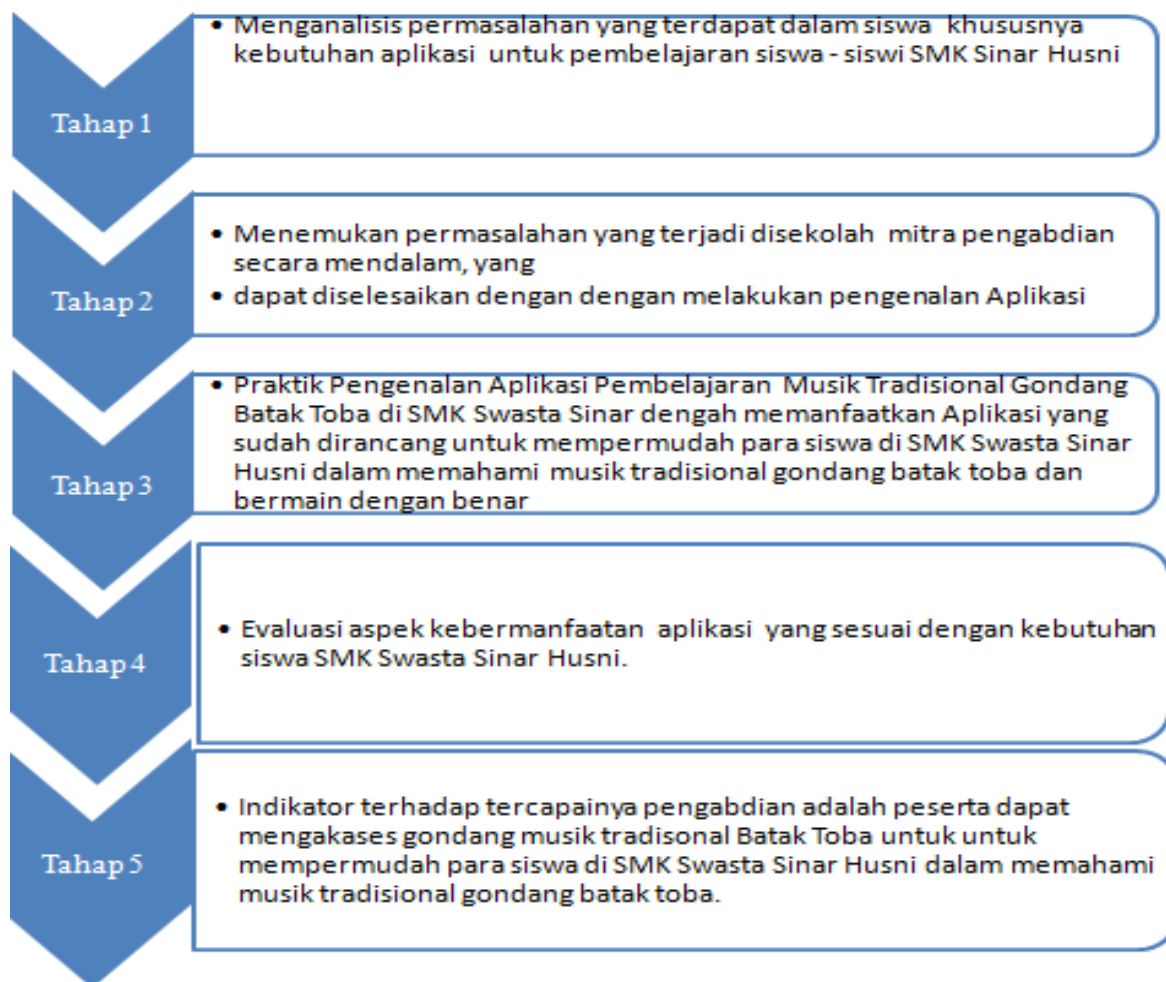 • Menganalisis permasalahan yang terdapat dalam siswa khususnya
kebutuhan aplikasi untuk pembelajaran siswa - siswi SMK Sinar Husni
Tahap 1
• Menemukan permasalahan yang terjadi disekolah mitra pengabdian
secara mendalam, yang
• dapat diselesaikan dengan dengan melakukan pengenalan Aplikasi
Tahap 2
• Praktik Pengenalan Aplikasi Pembelajaran Musik Tradisional Gondang
Batak Toba di SMK Swasta Sinar dengah memanfaatkan Aplikasi yang
sudah dirancang untuk mempermudah para siswa di SMK Swasta Sinar
Husni dalam memahami musik tradisional gondang batak toba dan
bermain dengan benar
Tahap 3
• Evaluasi aspek kebermanfaatan aplikasi yang sesuai dengan kebutuhan
siswa SMK Swasta Sinar Husni.
Tahap 4
• Indikator terhadap tercapainya pengabdian adalah peserta dapat
mengakases gondang musik tradisonal Batak Toba untuk untuk
mempermudah para siswa di SMK Swasta Sinar Husni dalam memahami
musik tradisional gondang batak toba.
Tahap 5